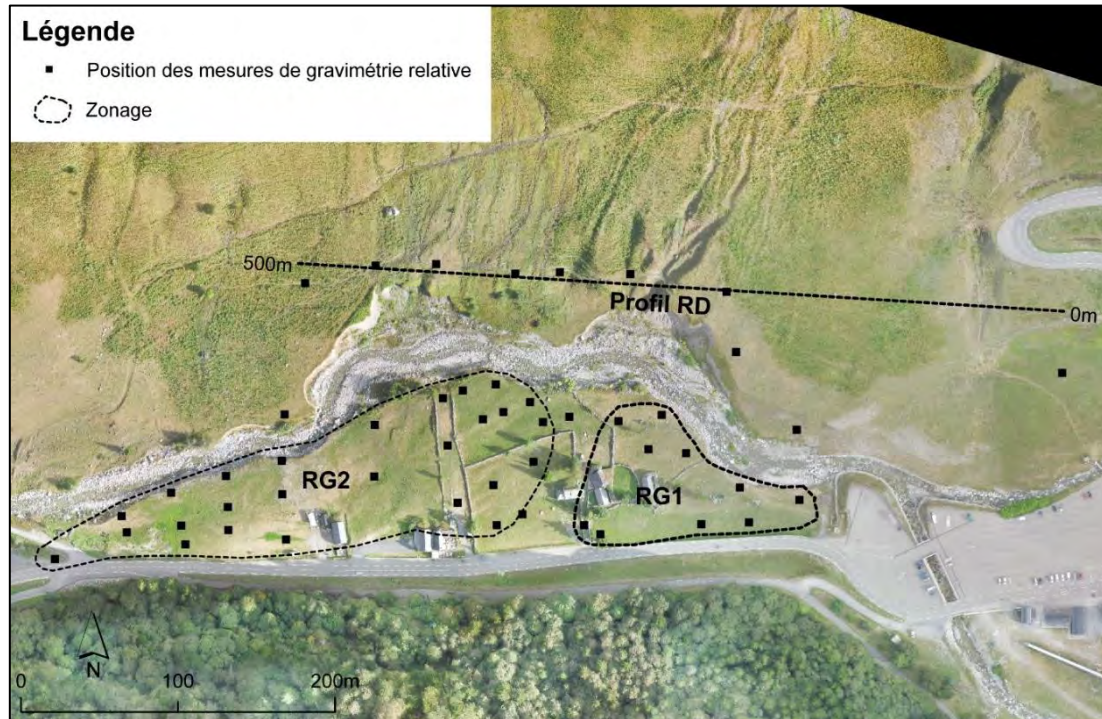 Légende
Position des mesures de gravimétrie relative
Zonage
500m
Profil RD
0m
RG2
RG1
N
0 100 200m